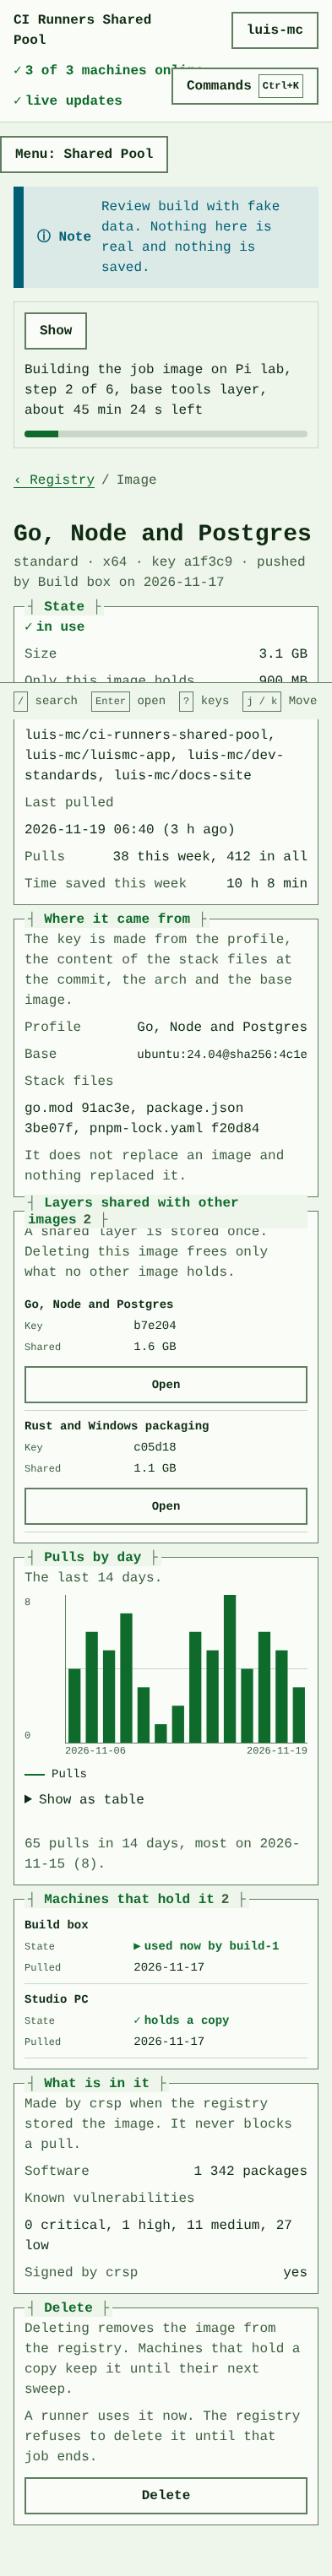 CI Runners Shared
Pool
luis-mc
✓ 3 of 3 machines
Commands Ctrl+K
✓ live updates
Menu: Shared Pool
ⓘ Note
Review build with fake
data. Nothing here is
real and nothing is
saved.
Show
Building the job image on Pi lab,
step 2 of 6, base tools layer,
about 45 min 24 s left
‹ Registry / Image
Go, Node and Postgres
standard · x64 · key a1f3c9 · pushed
by Build box on 2026-11-17
State
✓ in use
Size 3.1 GB
Only this image holds 900 MB
/ search Enter open ? keys j / k Move
luis-mc/ci-runners-shared-pool,
luis-mc/luismc-app, luis-mc/dev-
standards, luis-mc/docs-site
Last pulled
2026-11-19 06:40 (3 h ago)
Pulls 38 this week, 412 in all
Time saved this week 10 h 8 min
Where it came from
The key is made from the profile,
the content of the stack files at
the commit, the arch and the base
image.
Profile Go, Node and Postgres
Base ubuntu:24.04@sha256:4c1e
Stack files
go.mod 91ac3e, package.json
3be07f, pnpm-lock.yaml f20d84
It does not replace an image and
nothing replaced it.
Layers shared with other
images 2
A shared layer is stored once.
Deleting this image frees only
what no other image holds.
Go, Node and Postgres
Key b7e204
Shared 1.6 GB
Open
Rust and Windows packaging
Key c05d18
Shared 1.1 GB
Open
Pulls by day
The last 14 days.
8
0
2026-11-06 2026-11-19
Pulls
▶ Show as table
65 pulls in 14 days, most on 2026-
11-15 (8).
Machines that hold it 2
Build box
State ▶ used now by build-1
Pulled 2026-11-17
Studio PC
State ✓ holds a copy
Pulled 2026-11-17
What is in it
Made by crsp when the registry
stored the image. It never blocks
a pull.
Software 1 342 packages
Known vulnerabilities
0 critical, 1 high, 11 medium, 27
low
Signed by crsp yes
Delete
Deleting removes the image from
the registry. Machines that hold a
copy keep it until their next
sweep.
A runner uses it now. The registry
refuses to delete it until that
job ends.
Delete